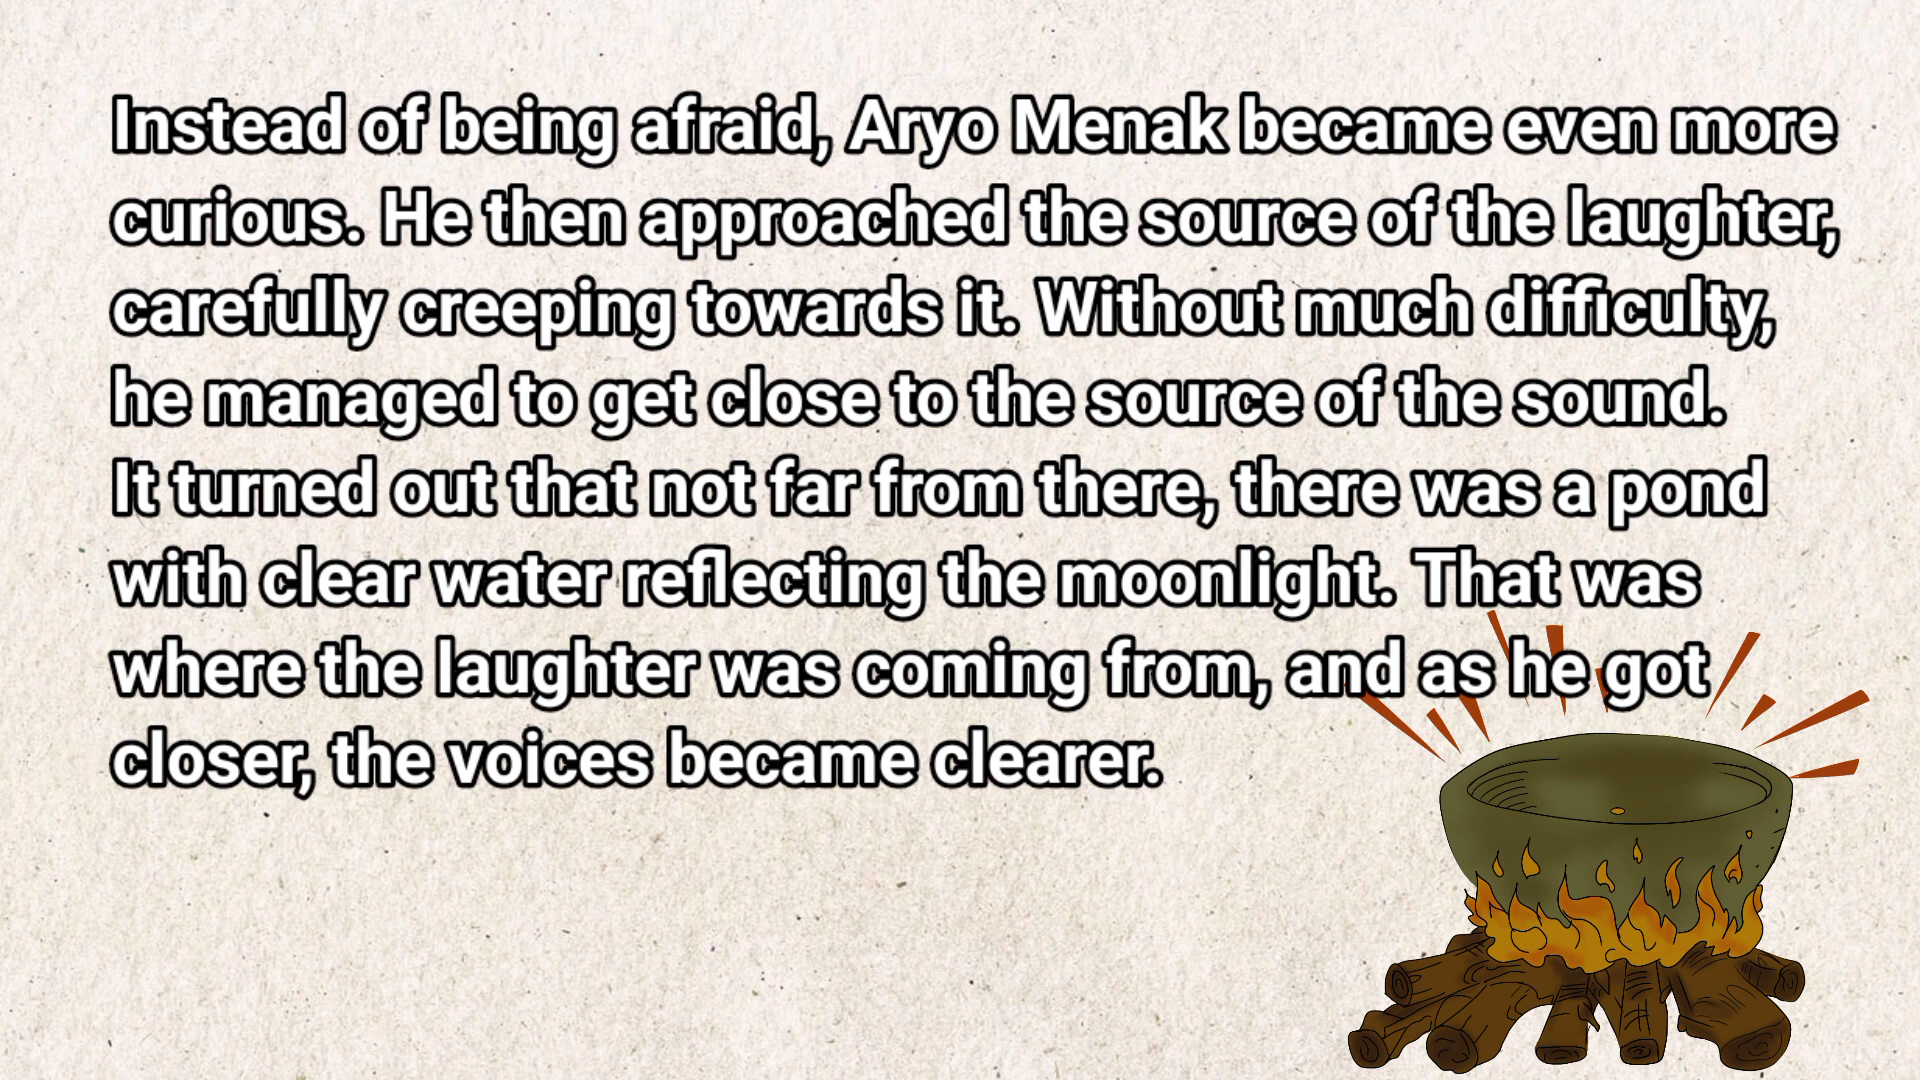 Instead of being afraid, Aryo Menak became even more
curious. He then approached the source of the laughter,
carefully creeping towards it. Without much difficulty,
he managed to get close to the source of the sound.
It turned out that not far from there, there was a pond
with clear water reflecting the moonlight. That was
where the laughter was coming from, and as he got
closer, the voices became clearer.